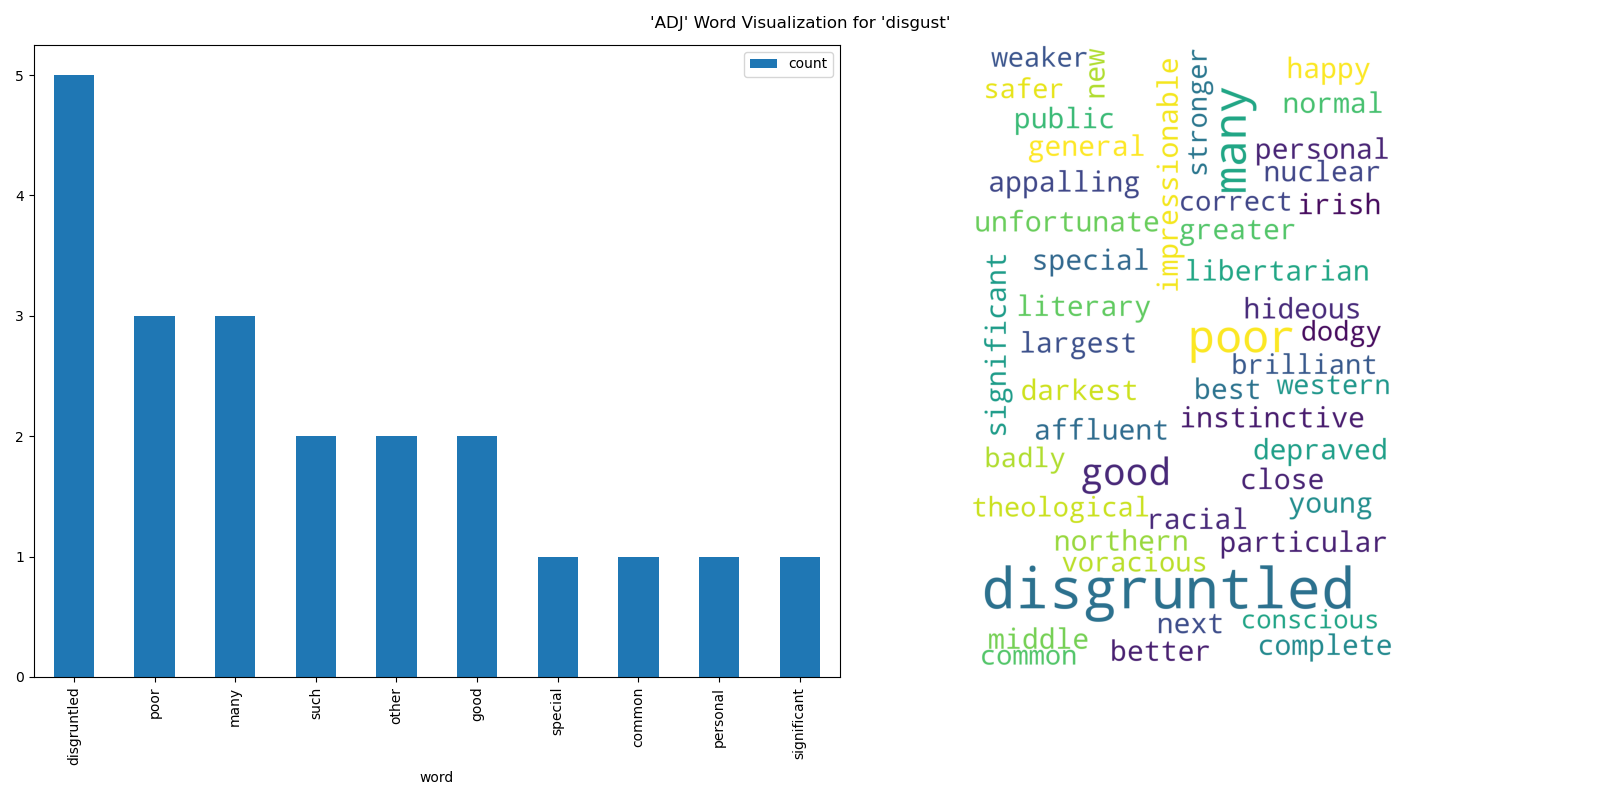 'ADJ' Word Visualization for 'disgust'
count
5
4
3
2
1
0
disgruntled
poor
many
such
other
good
special
common
personal
significant
word
weaker
new
safer
public
general
appalling
unfortunate
special
significant
literary
largest
darkest
affluent
badly
good
theological
racial
northern
voracious
disgruntled
middle
common
next
better
impressionable
stronger
many
happy
normal
personal
nuclear
correct
irish
greater
libertarian
hideous
poor
dodgy
brilliant
best
western
instinctive
depraved
close
young
particular
conscious
complete